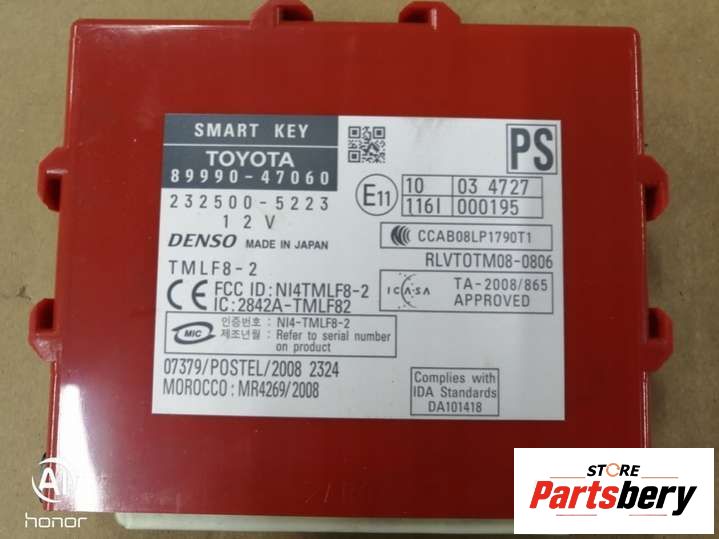 SMART KEY
TOYOTA
89990-47060
232500-5223
12V
DENSO MADE IN JAPAN
TMLF8-2
FCC ID:NI4TMLF8-2
IC:2842A-TMLF82
PS
E11
10 03 4727
116I 000195
CCAB08LP1790T1
RLVTOTM08-0806
ICASA
TA-2008/865
APPROVED
MIC
인증번호 : NI4-TMLF8-2
제조년월 : Refer to serial number
on product
07379/POSTEL/2008 2324
MOROCCO:MR4269/2008
Complies with
IDA Standards
DA101418
AI
honor
STORE
Partsbery